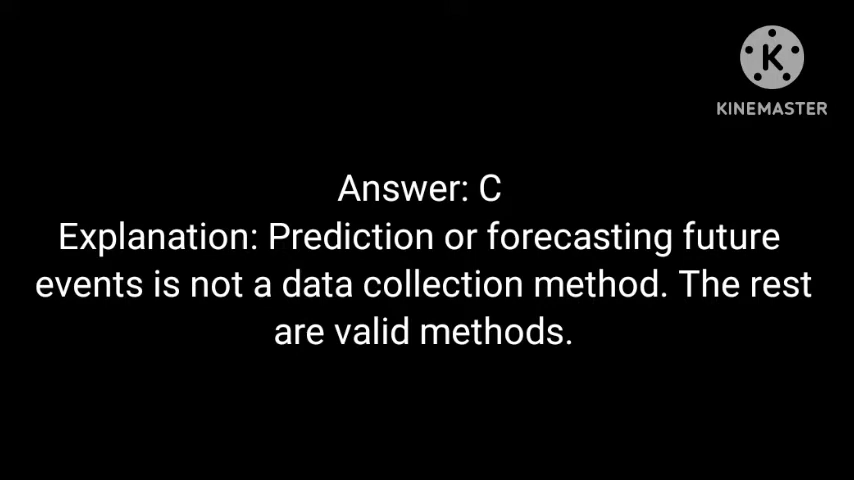 K
KINEMASTER
Answer: C
Explanation: Prediction or forecasting future
events is not a data collection method. The rest
are valid methods.